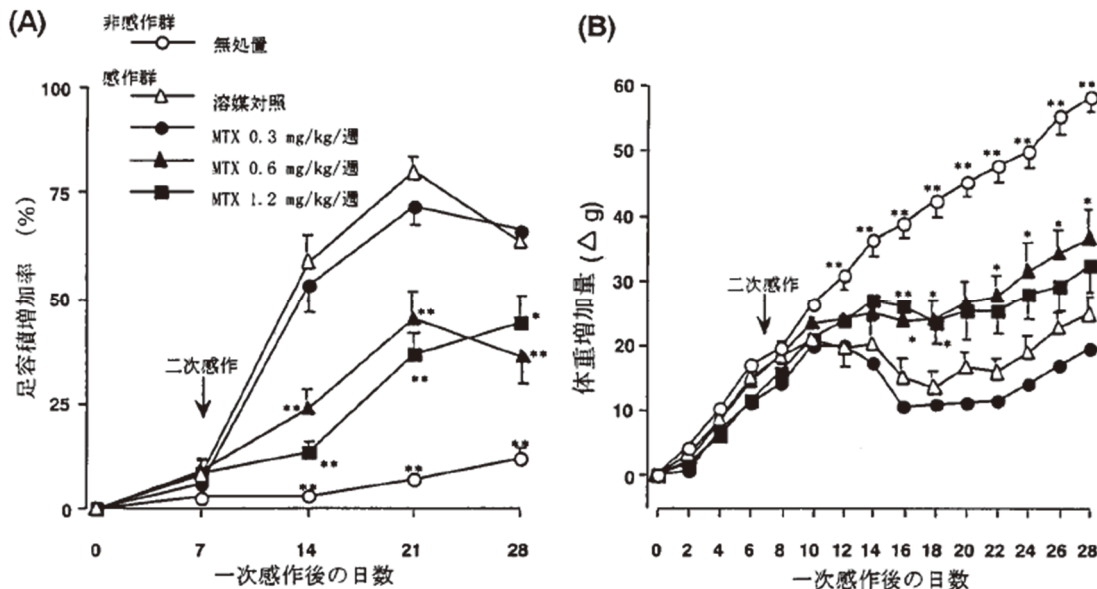 (A)
非感作群
無処置
感作群
溶媒対照
MTX 0.3 mg/kg/週
MTX 0.6 mg/kg/週
MTX 1.2 mg/kg/週
足容積増加率 (%)
100
75
50
25
0
二次感作
** ** ** ** ** ** * ** **
0 7 14 21 28
一次感作後の日数
(B)
体重増加量 (△g)
60
50
40
30
20
10
0
二次感作
** ** ** ** ** ** ** ** ** **
** * * * * * * *
0 2 4 6 8 10 12 14 16 18 20 22 24 26 28
一次感作後の日数